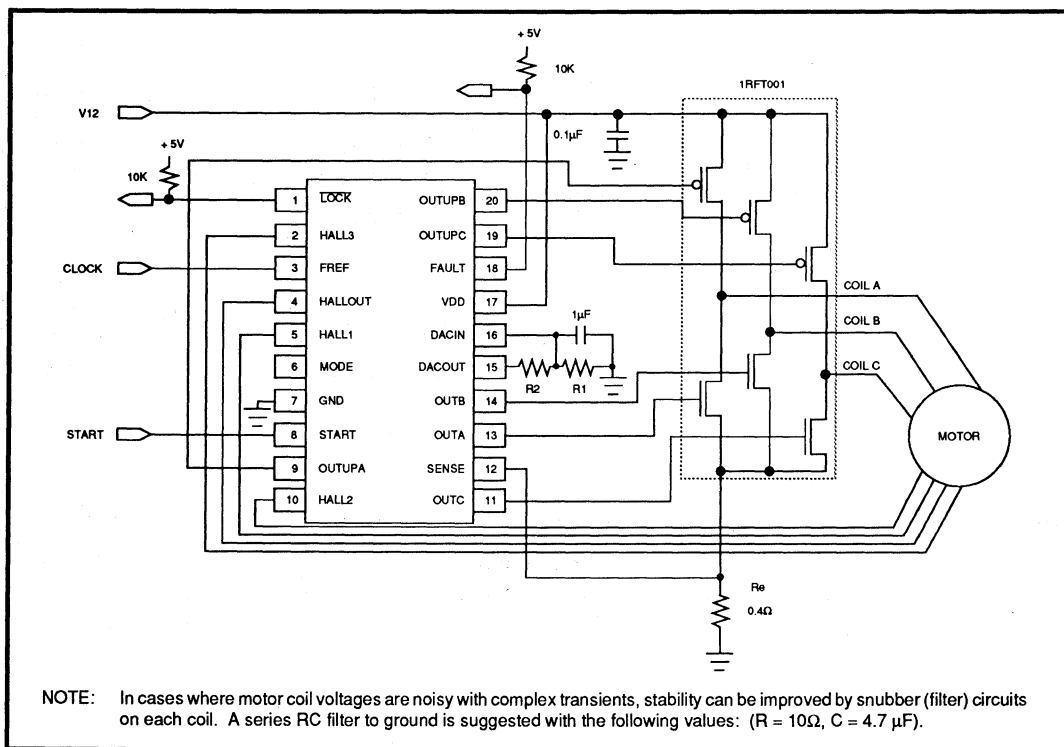 + 5V
10K
1RFT001
V12
0.1µF
+ 5V
10K
1 LOCK OUTUPB 20
2 HALL3 OUTUPC 19
CLOCK 3 FREF FAULT 18
4 HALLOUT VDD 17
5 HALL1 DACIN 16
6 MODE DACOUT 15
7 GND OUTB 14
START 8 START OUTA 13
9 OUTUPA SENSE 12
10 HALL2 OUTC 11
1µF
R2 R1
COIL A
COIL B
COIL C
MOTOR
Re
0.4Ω
NOTE: In cases where motor coil voltages are noisy with complex transients, stability can be improved by snubber (filter) circuits
on each coil. A series RC filter to ground is suggested with the following values: (R = 10Ω, C = 4.7 µF).